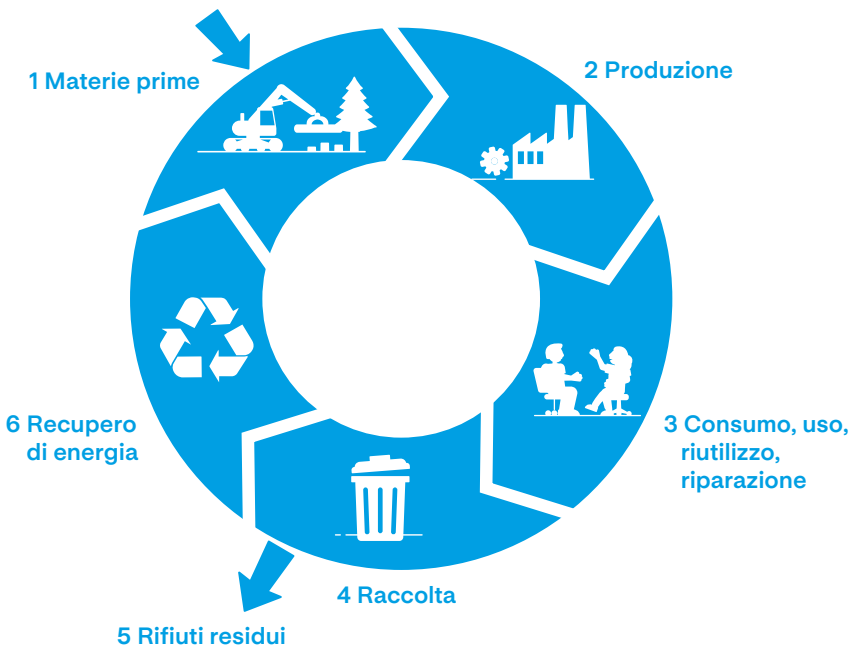 1 Materie prime
2 Produzione
3 Consumo, uso,
riutilizzo,
riparazione
4 Raccolta
5 Rifiuti residui
6 Recupero
di energia